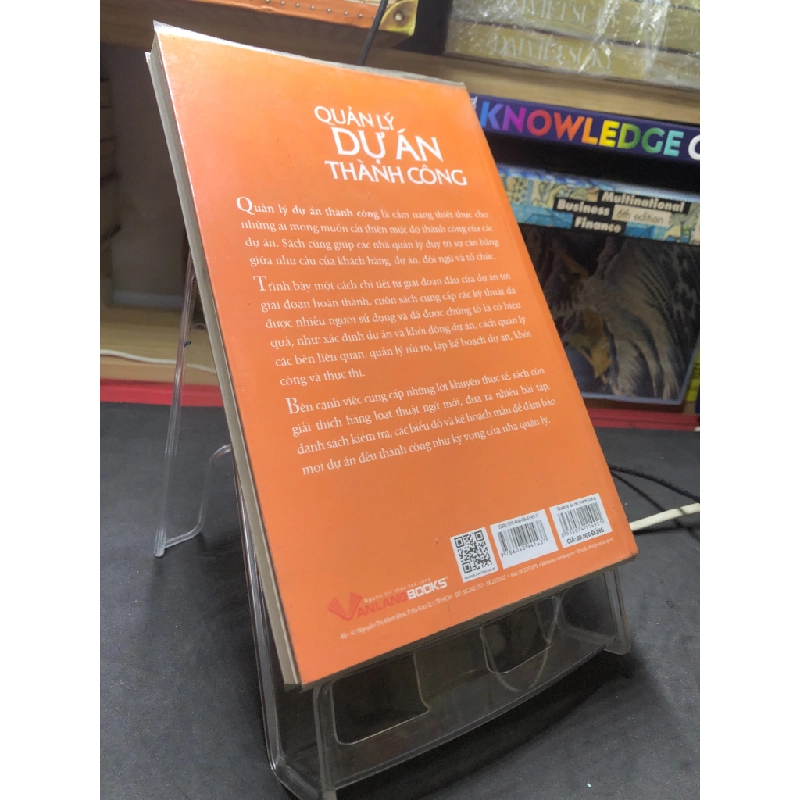 QUẢN LÝ
DỰ ÁN
THÀNH CÔNG
Quản lý dự án thành công là cẩm nang thiết thực cho
những ai mong muốn cải thiện mức độ thành công của các
dự án. Sách cũng giúp các nhà quản lý duy trì sự cân bằng
giữa nhu cầu của khách hàng, dự án, đội ngũ và tổ chức.
Trình bày một cách chi tiết từ giai đoạn đầu của dự án tới
giai đoạn hoàn thành, cuốn sách cung cấp các kỹ thuật đã
được nhiều người sử dụng và đã được chứng tỏ là có hiệu
quả, như xác định dự án và khởi động dự án, cách quản lý
các bên liên quan, quản lý rủi ro, lập kế hoạch dự án, khởi
công và thực thi.
Bên cạnh việc cung cấp những lời khuyên thực tế, sách còn
giải thích hàng loạt thuật ngữ mới, đưa ra nhiều bài tập,
danh sách kiểm tra, các biểu đồ và kế hoạch mẫu để đảm bảo
mọi dự án đều thành công như kỳ vọng của nhà quản lý.
VANLANGBOOKS
KNOWLEDGE
Multinational
Business 6th edition
Finance